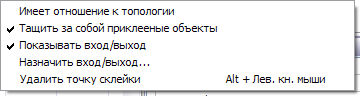 Имеет отношение к топологии
Тащить за собой приклееные объекты
Показывать вход/выход
Назначить вход/выход...
Удалить точку склейки Alt + Лев. кн. мыши